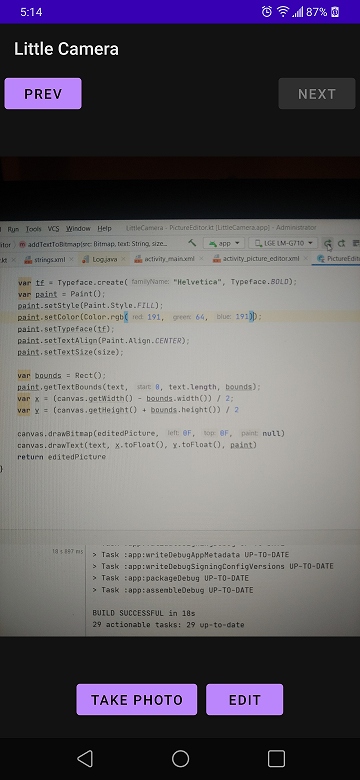 5:14
87%
Little Camera
PREV
NEXT
Run Tools VCS Window Help LittleCamera - PictureEditor.kt [LittleCamera.app] - Administrator
itor addTextToBitmap(src: Bitmap, text: String, size... app LGE LM-G710
.kt strings.xml Log.java activity_main.xml activity_picture_editor.xml PictureEdito
var tf = Typeface.create( familyName: "Helvetica", Typeface.BOLD);
var paint = Paint();
paint.setStyle(Paint.Style.FILL);
paint.setColor(Color.rgb( red: 191, green: 64, blue: 191));
paint.setTypeface(tf);
paint.setTextAlign(Paint.Align.CENTER);
paint.setTextSize(size);
var bounds = Rect();
paint.getTextBounds(text, start: 0, text.length, bounds);
var x = (canvas.getWidth() - bounds.width()) / 2;
var y = (canvas.getHeight() + bounds.height()) / 2
canvas.drawBitmap(editedPicture, left: 0F, top: 0F, paint: null)
canvas.drawText(text, x.toFloat(), y.toFloat(), paint)
return editedPicture
}
18 s 897 ms
> Task :app:writeDebugAppMetadata UP-TO-DATE
> Task :app:writeDebugSigningConfigVersions UP-TO-DATE
> Task :app:packageDebug UP-TO-DATE
> Task :app:assembleDebug UP-TO-DATE
BUILD SUCCESSFUL in 18s
29 actionable tasks: 29 up-to-date
TAKE PHOTO
EDIT